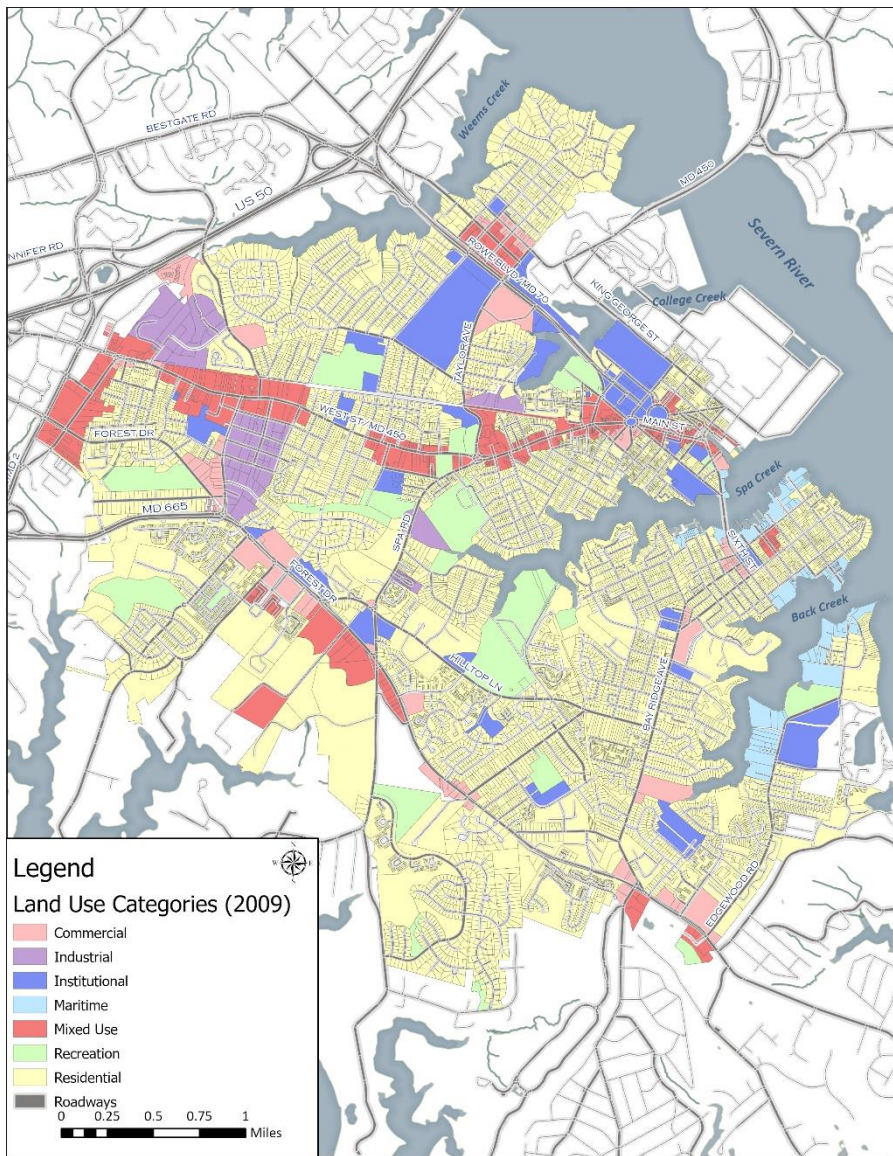 Weems Creek
BESTGATE RD
MD 450
US 50
NNIFER RD
Severn River
ROWE BLVD/MD 70
KING GEORGE ST
College Creek
TAYLOR AVE
WEST ST/MD 450
MAIN ST
FOREST DR
MD 2
Spa Creek
MD 665
SPA RD
SIXTH ST
FOREST DR
Back Creek
HILLTOP LN
BAY RIDGE AVE
EDGEWOOD RD
Legend
N
W E
S
Land Use Categories (2009)
Commercial
Industrial
Institutional
Maritime
Mixed Use
Recreation
Residential
Roadways
0 0.25 0.5 0.75 1
Miles